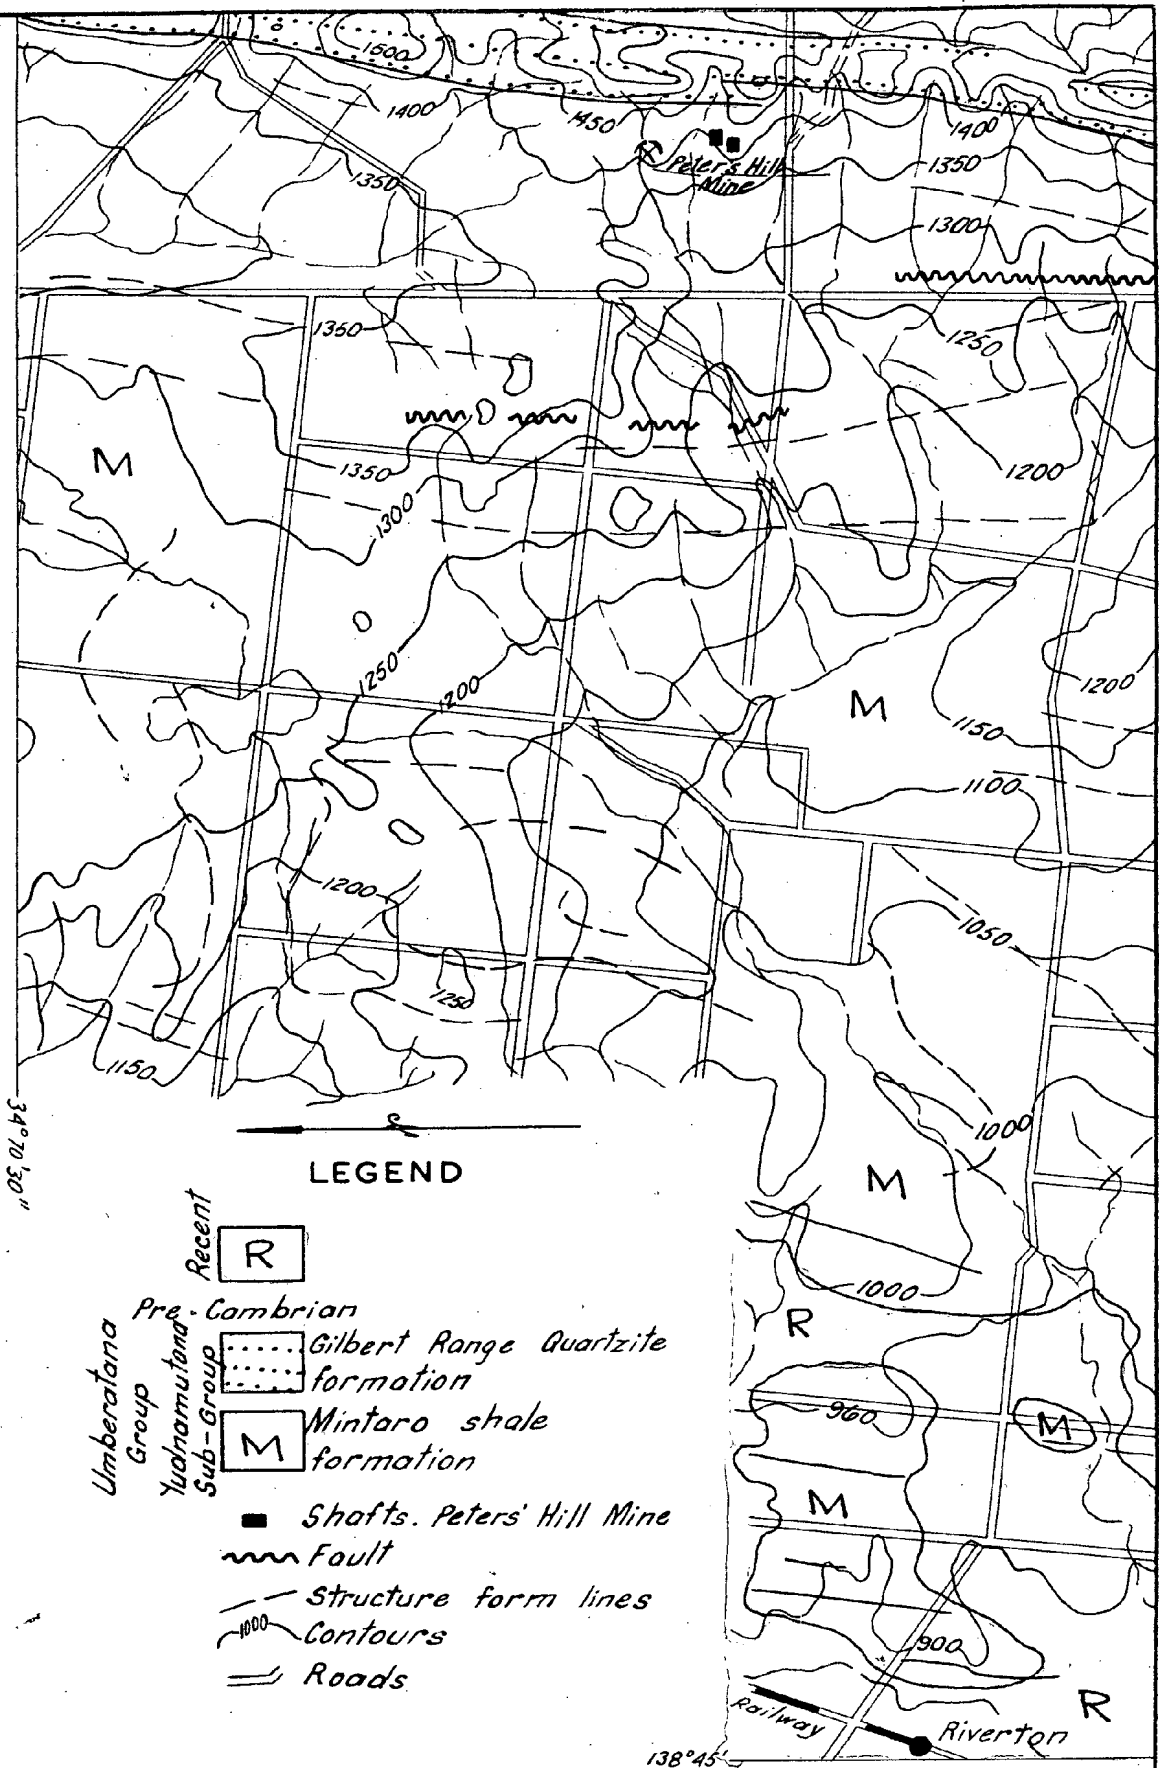 1500
1400
1450
1400
Peter's Hill
Mine
1350
1350
1300
1350
1250
M
1350
1200
1300
1250
1200
M
1200
1150
1100
1200
1050
1250
1150
34° 70' 30"
1000
LEGEND
M
Recent
R
1000
Pre-Cambrian
R
Umberatana
Group
Yudnamutana
Sub-Group
Gilbert Range Quartzite
formation
960
M
M
Mintaro shale
formation
M
Shafts. Peters' Hill Mine
Fault
Structure form lines
1000
Contours
900
Roads
R
Railway
Riverton
138°45'